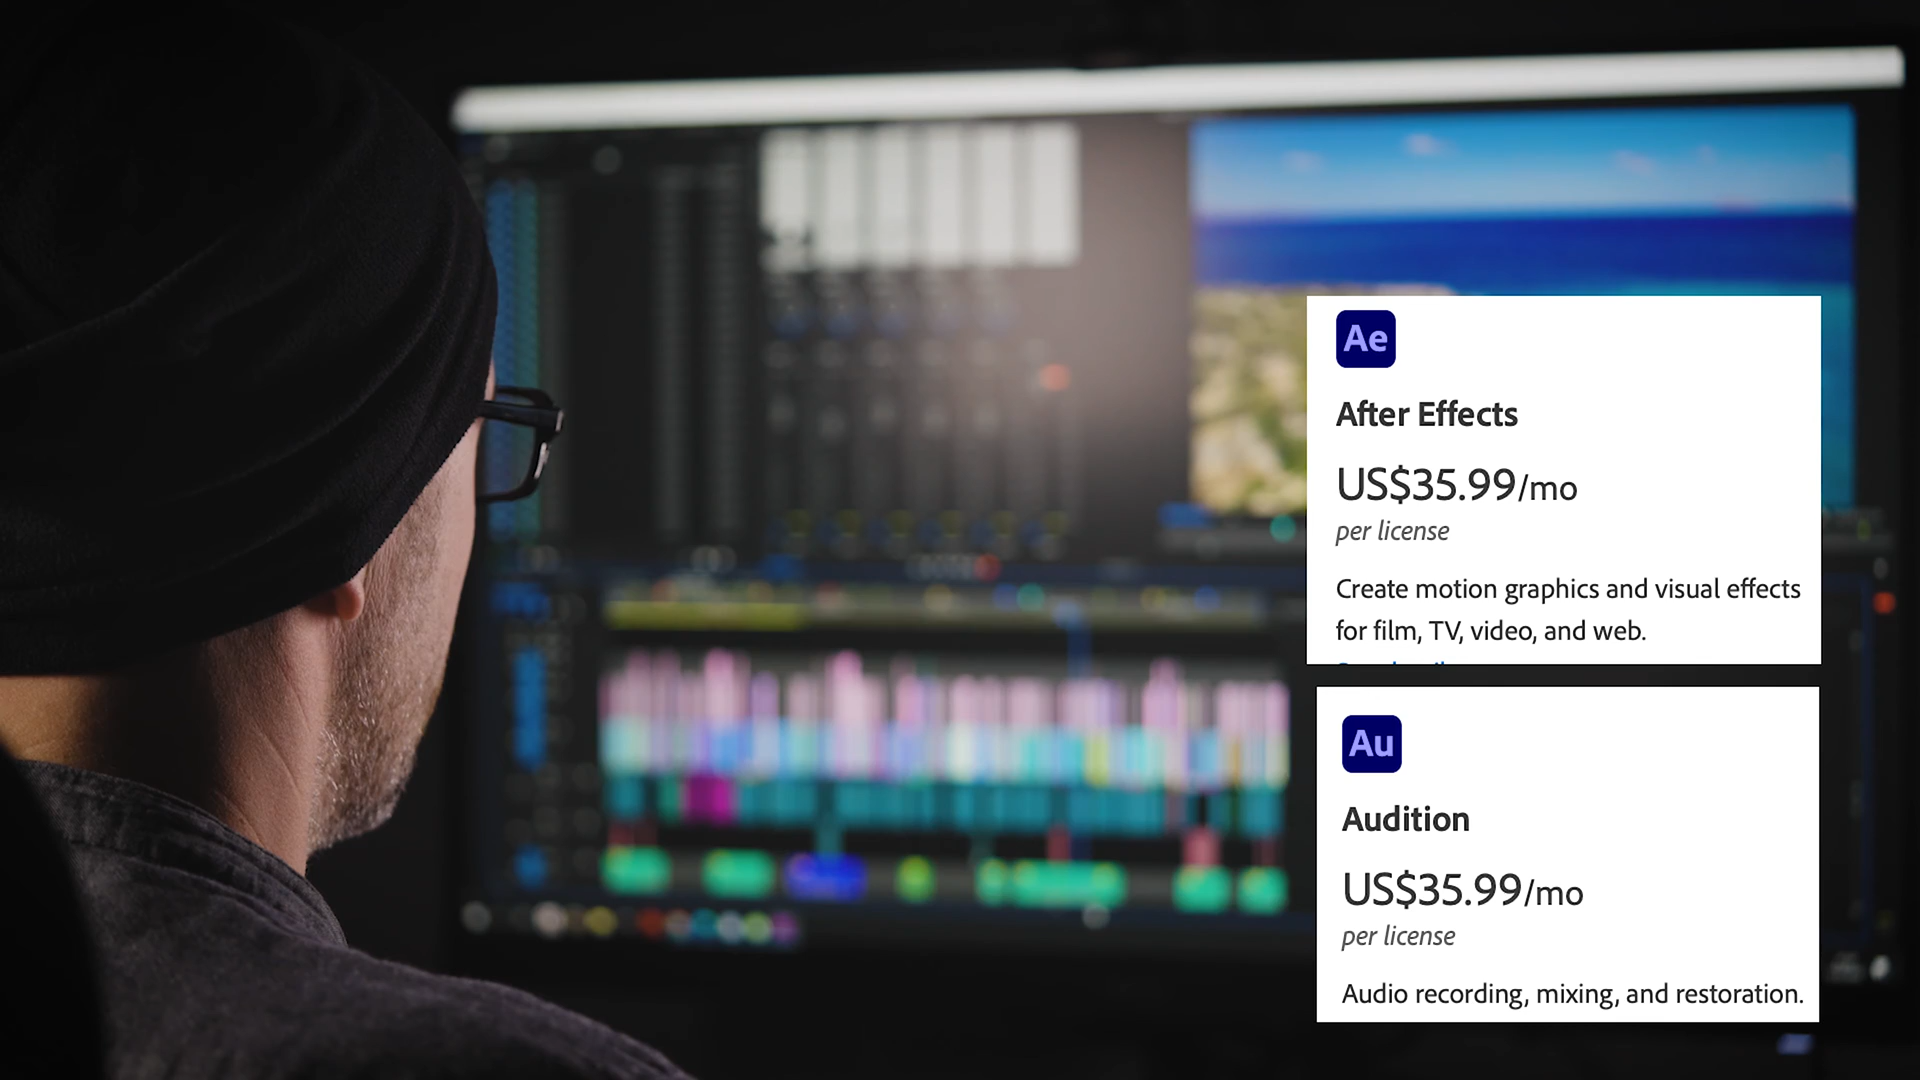 Ae
After Effects
US$35.99/mo
per license
Create motion graphics and visual effects
for film, TV, video, and web.
Au
Audition
US$35.99/mo
per license
Audio recording, mixing, and restoration.